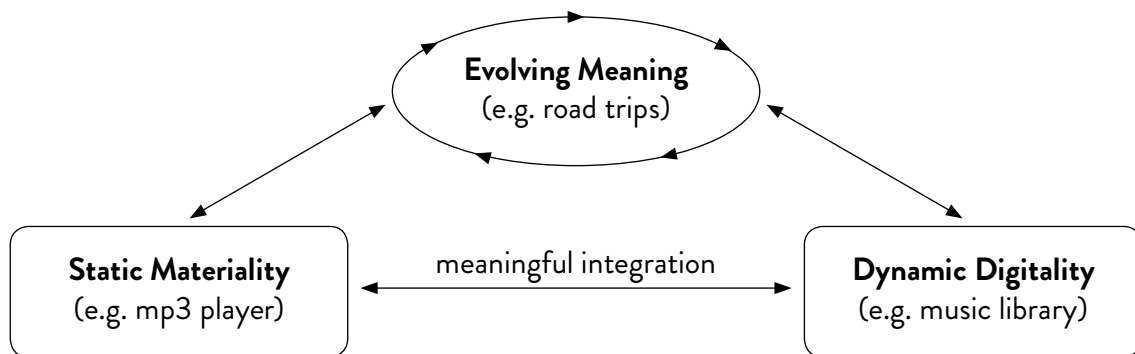 Evolving Meaning
(e.g. road trips)
Static Materiality
(e.g. mp3 player)
meaningful integration
Dynamic Digitality
(e.g. music library)